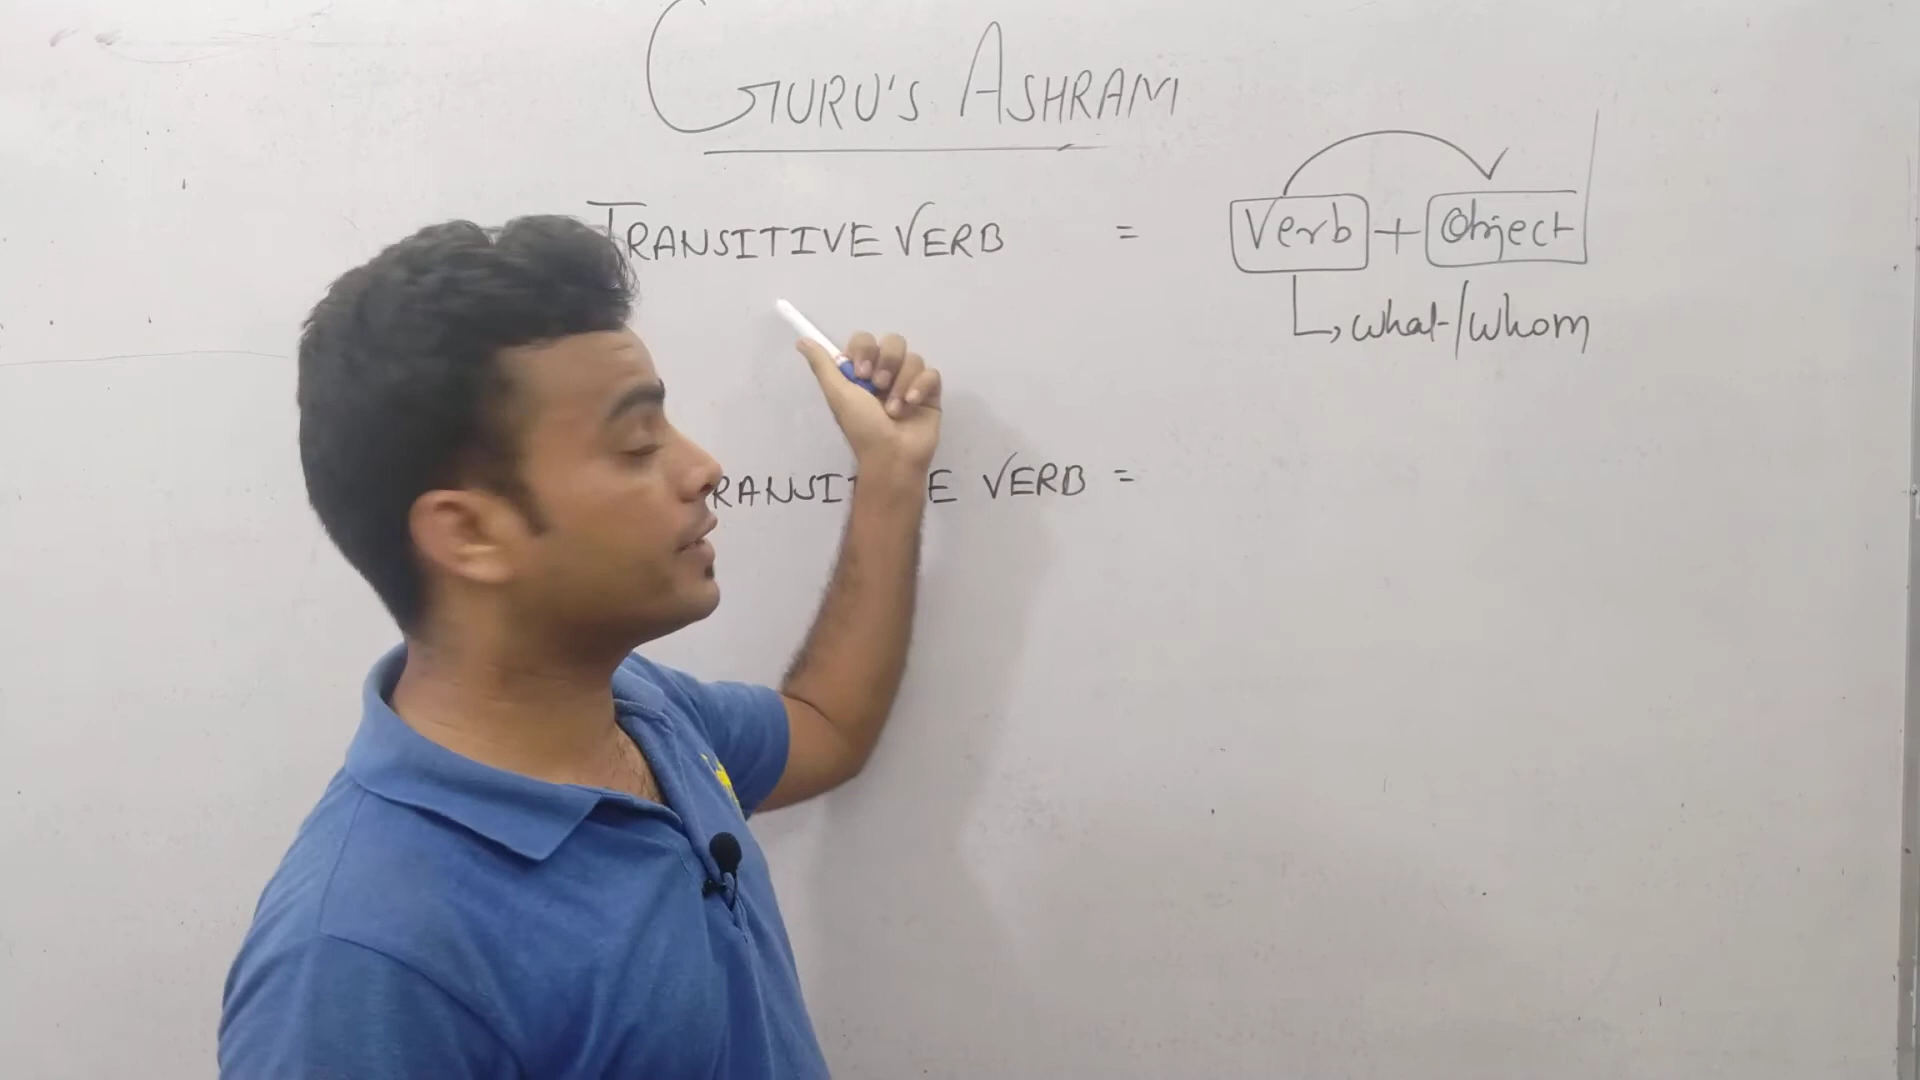 GURU'S ASHRAM
TRANSITIVE VERB = Verb + Object
what/whom
VERB =